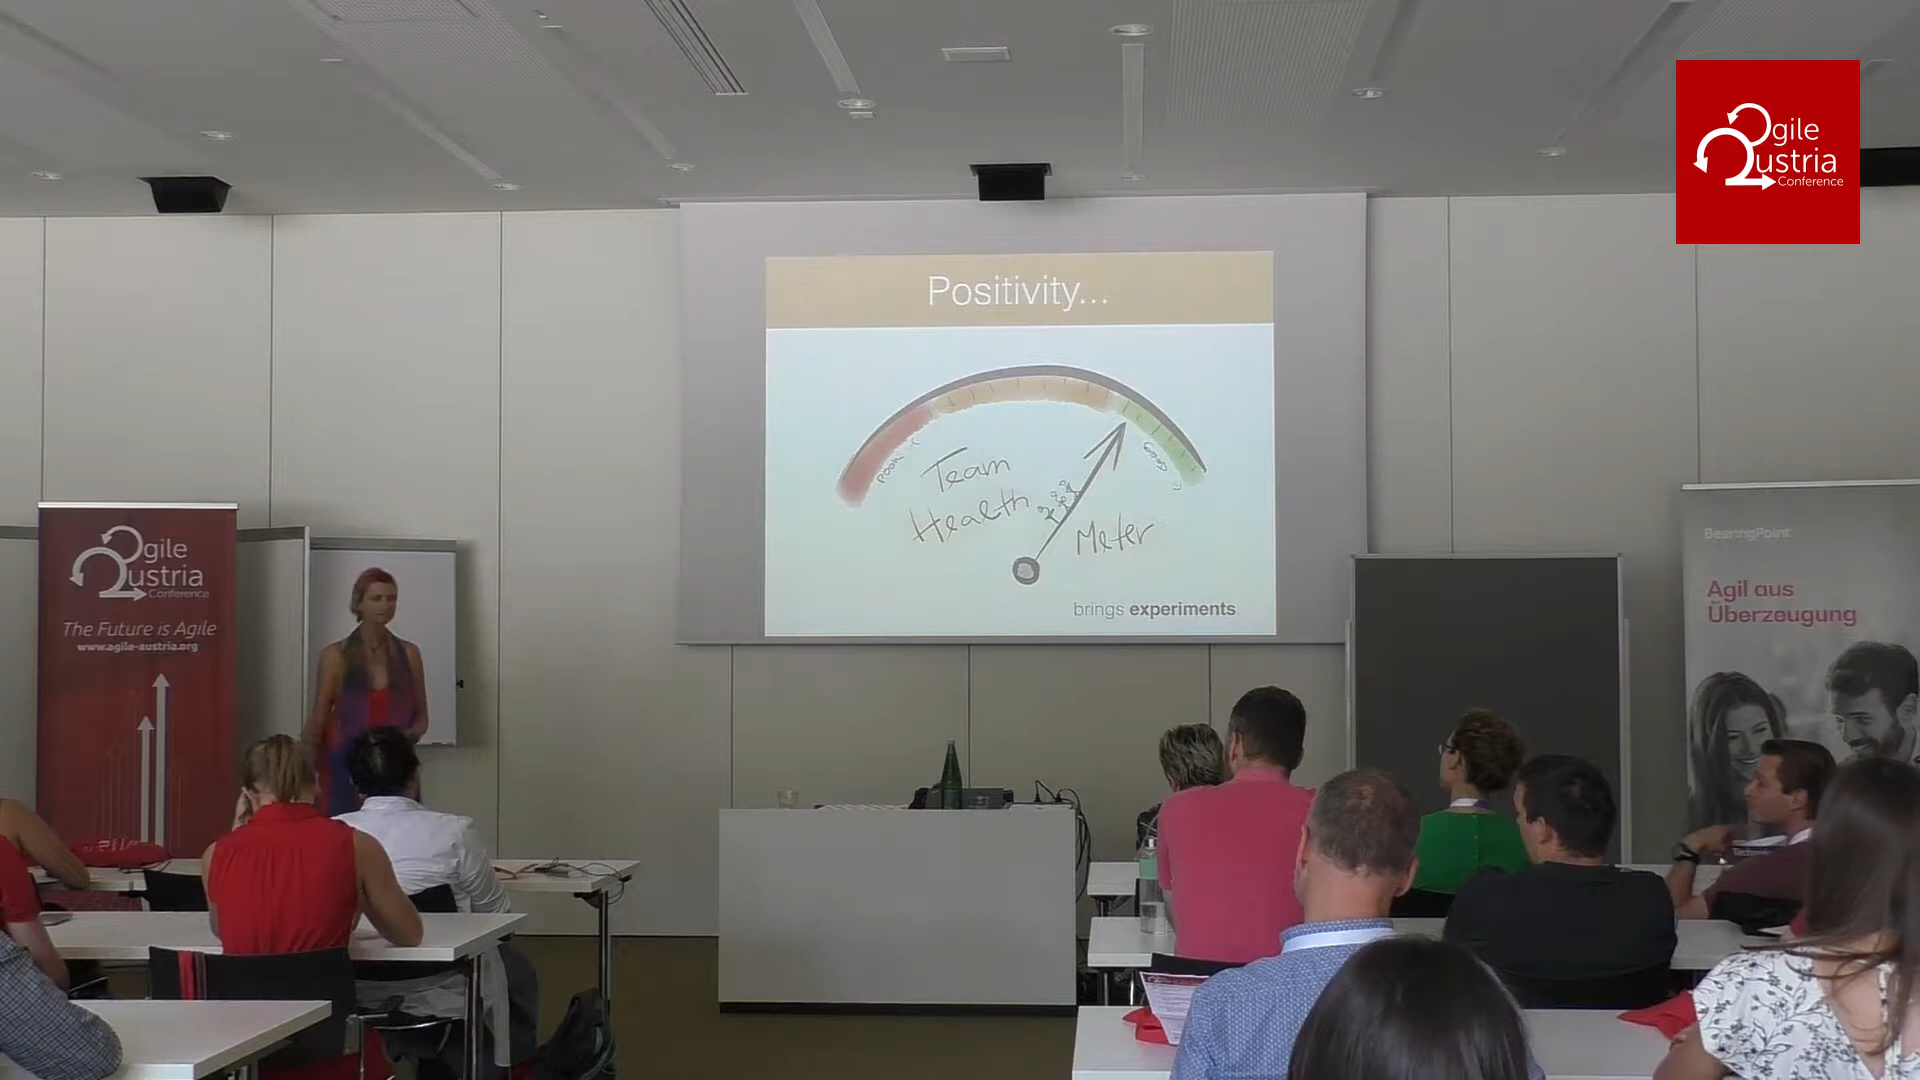 Agile
Austria
Conference
Positivity...
POOR
Team
Health
Meter
GOOD
brings experiments
Agile
Austria
Conference
The Future is Agile
www.agile-austria.org
BearingPoint
Agil aus
Überzeugung